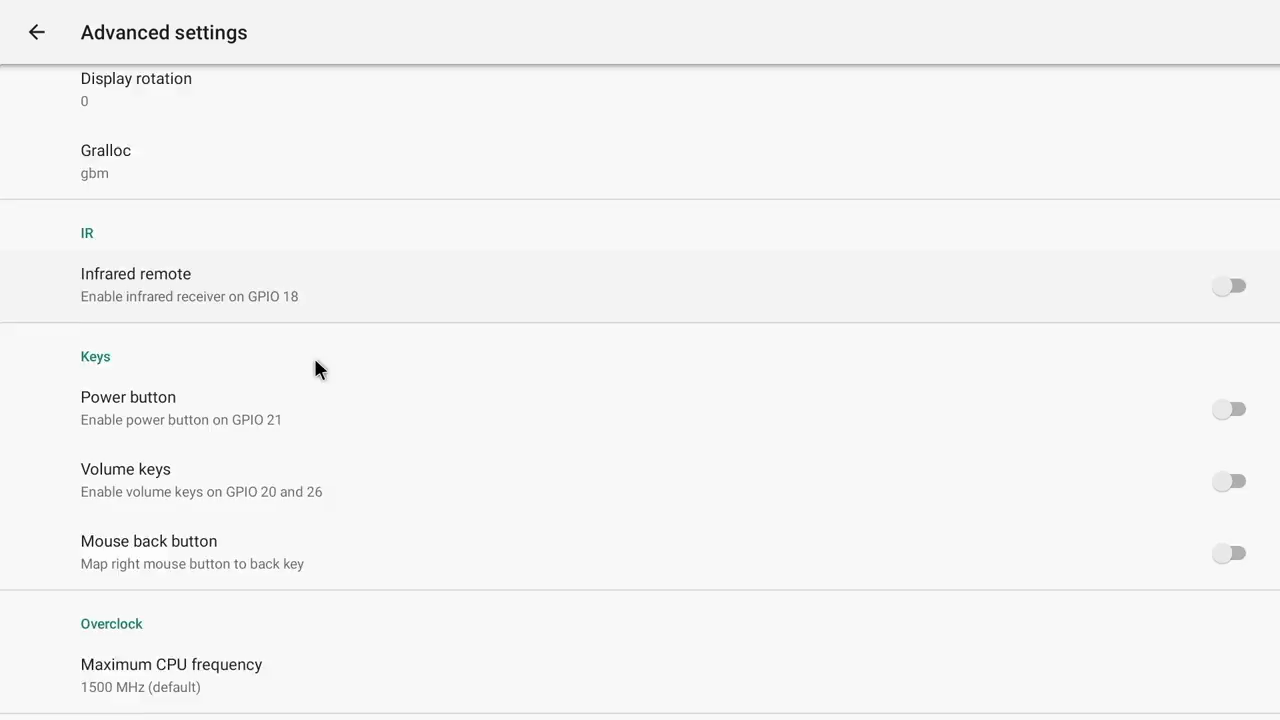 Advanced settings
Display rotation
0
Gralloc
gbm
IR
Infrared remote
Enable infrared receiver on GPIO 18
Keys
Power button
Enable power button on GPIO 21
Volume keys
Enable volume keys on GPIO 20 and 26
Mouse back button
Map right mouse button to back key
Overclock
Maximum CPU frequency
1500 MHz (default)